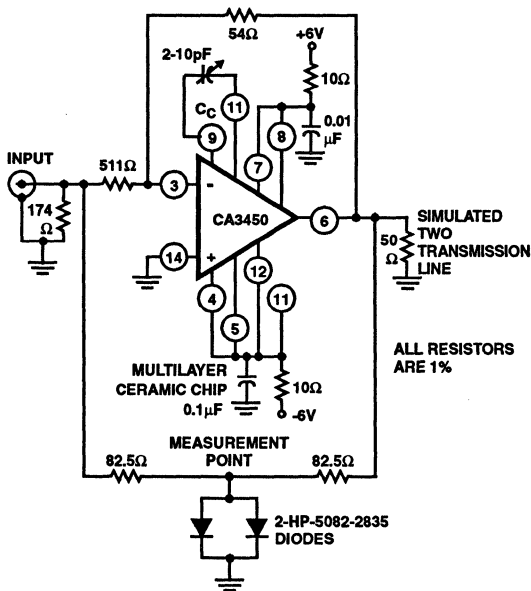 54Ω
+6V
2-10pF
10Ω
11
C_C
9
8
0.01
μF
7
INPUT
511Ω
3
-
174
Ω
CA3450
6
SIMULATED
TWO
TRANSMISSION
LINE
50
Ω
14
+
12
4
11
5
ALL RESISTORS
ARE 1%
MULTILAYER
CERAMIC CHIP
0.1μF
10Ω
-6V
MEASUREMENT
POINT
82.5Ω
82.5Ω
2-HP-5082-2835
DIODES